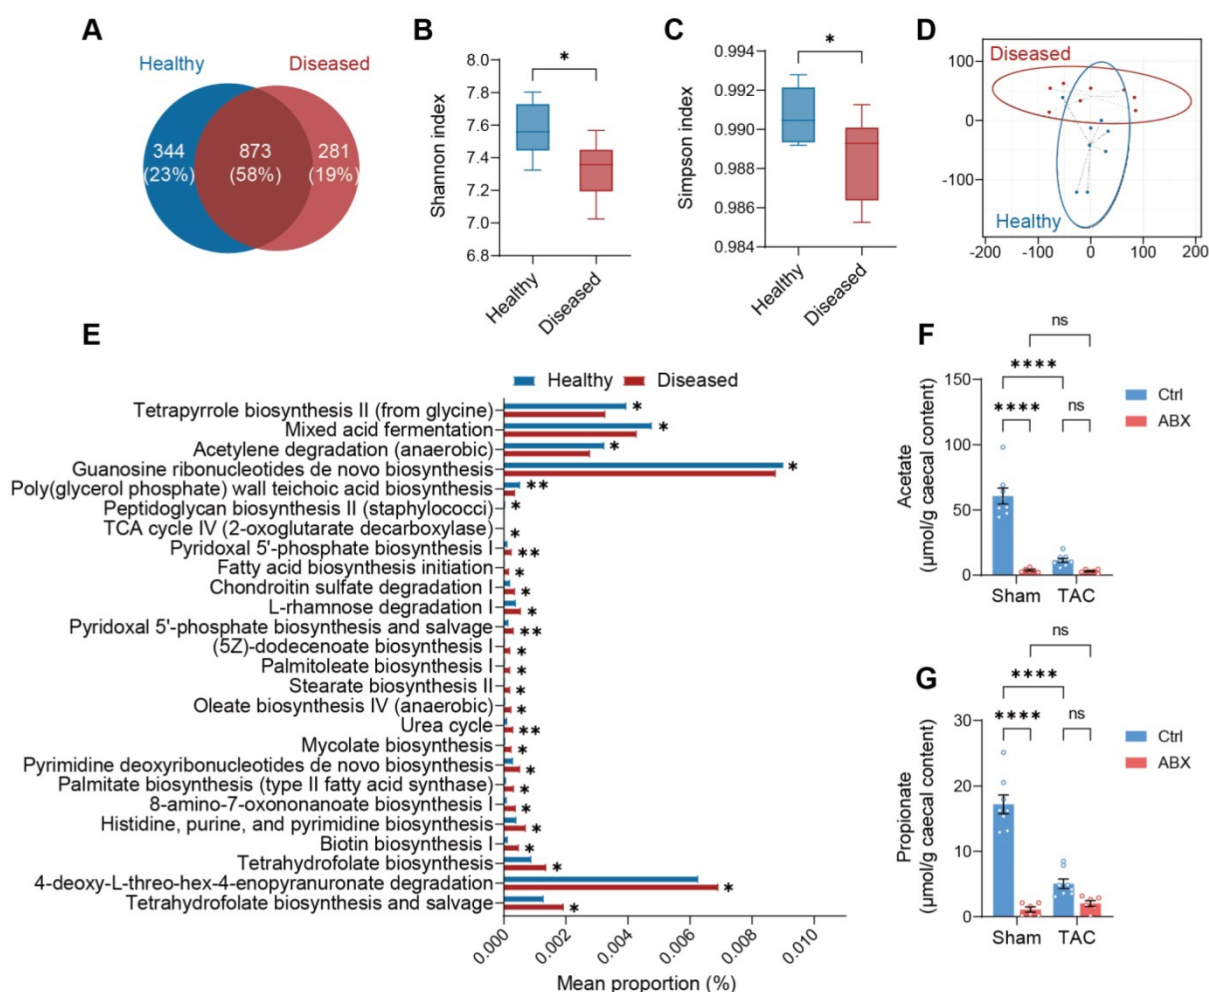 A
Healthy
Diseased
344
(23%)
873
(58%)
281
(19%)
B
Shannon index
8.0
7.8
7.6
7.4
7.2
7.0
6.8
*
Healthy
Diseased
C
Simpson index
0.994
0.992
0.990
0.988
0.986
0.984
*
Healthy
Diseased
D
Diseased
Healthy
100
0
-100
-200
-100
0
100
200
E
Healthy
Diseased
Tetrapyrrole biosynthesis II (from glycine) *
Mixed acid fermentation *
Acetylene degradation (anaerobic) *
Guanosine ribonucleotides de novo biosynthesis *
Poly(glycerol phosphate) wall teichoic acid biosynthesis **
Peptidoglycan biosynthesis II (staphylococci) *
TCA cycle IV (2-oxoglutarate decarboxylase) *
Pyridoxal 5'-phosphate biosynthesis I **
Fatty acid biosynthesis initiation *
Chondroitin sulfate degradation I *
L-rhamnose degradation I *
Pyridoxal 5'-phosphate biosynthesis and salvage **
(5Z)-dodecenoate biosynthesis I *
Palmitoleate biosynthesis I *
Stearate biosynthesis II *
Oleate biosynthesis IV (anaerobic) *
Urea cycle **
Mycolate biosynthesis *
Pyrimidine deoxyribonucleotides de novo biosynthesis *
Palmitate biosynthesis (type II fatty acid synthase) *
8-amino-7-oxononanoate biosynthesis I *
Histidine, purine, and pyrimidine biosynthesis *
Biotin biosynthesis I *
Tetrahydrofolate biosynthesis *
4-deoxy-L-threo-hex-4-enopyranuronate degradation *
Tetrahydrofolate biosynthesis and salvage *
0.000
0.002
0.004
0.006
0.008
0.010
Mean proportion (%)
F
ns
****
****
ns
Acetate
(μmol/g caecal content)
150
100
50
0
Sham
TAC
Ctrl
ABX
G
ns
****
****
ns
Propionate
(μmol/g caecal content)
30
20
10
0
Sham
TAC
Ctrl
ABX